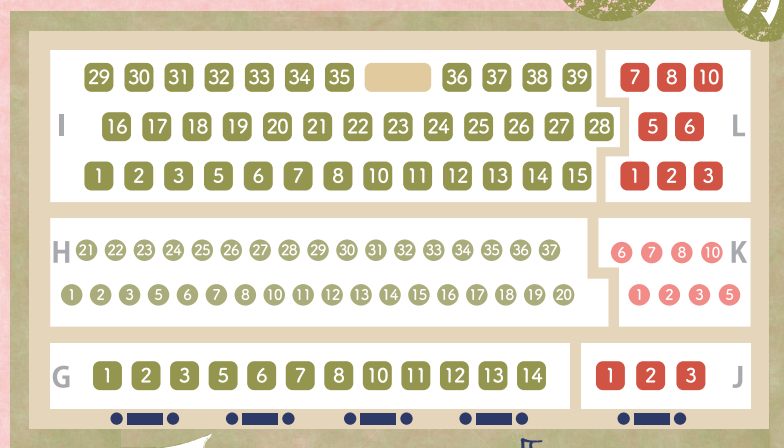 29 30 31 32 33 34 35 36 37 38 39 7 8 10
I 16 17 18 19 20 21 22 23 24 25 26 27 28 5 6 L
1 2 3 5 6 7 8 10 11 12 13 14 15 1 2 3
H 21 22 23 24 25 26 27 28 29 30 31 32 33 34 35 36 37 6 7 8 10 K
1 2 3 5 6 7 8 10 11 12 13 14 15 16 17 18 19 20 1 2 3 5
G 1 2 3 5 6 7 8 10 11 12 13 14 1 2 3 J